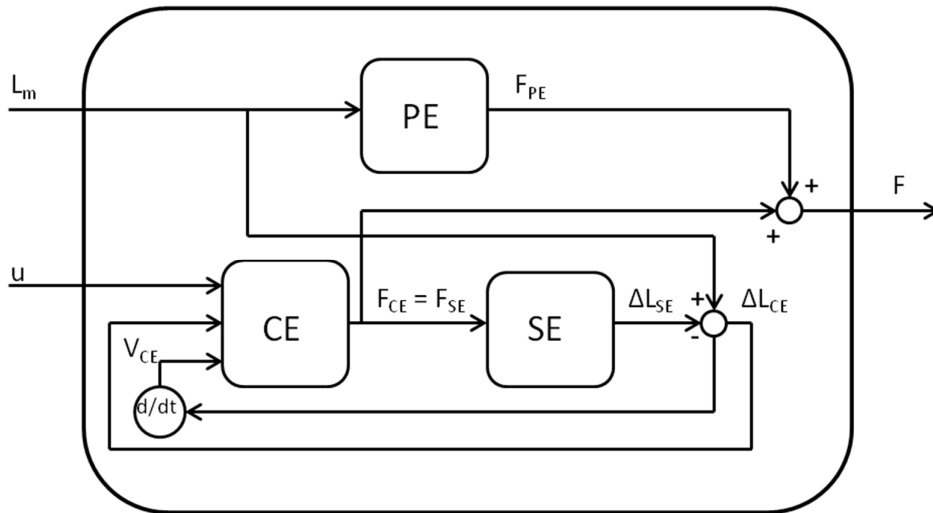 L_m
PE
F_PE
+
F
+
u
CE
F_CE = F_SE
SE
ΔL_SE
+
-
ΔL_CE
V_CE
d/dt